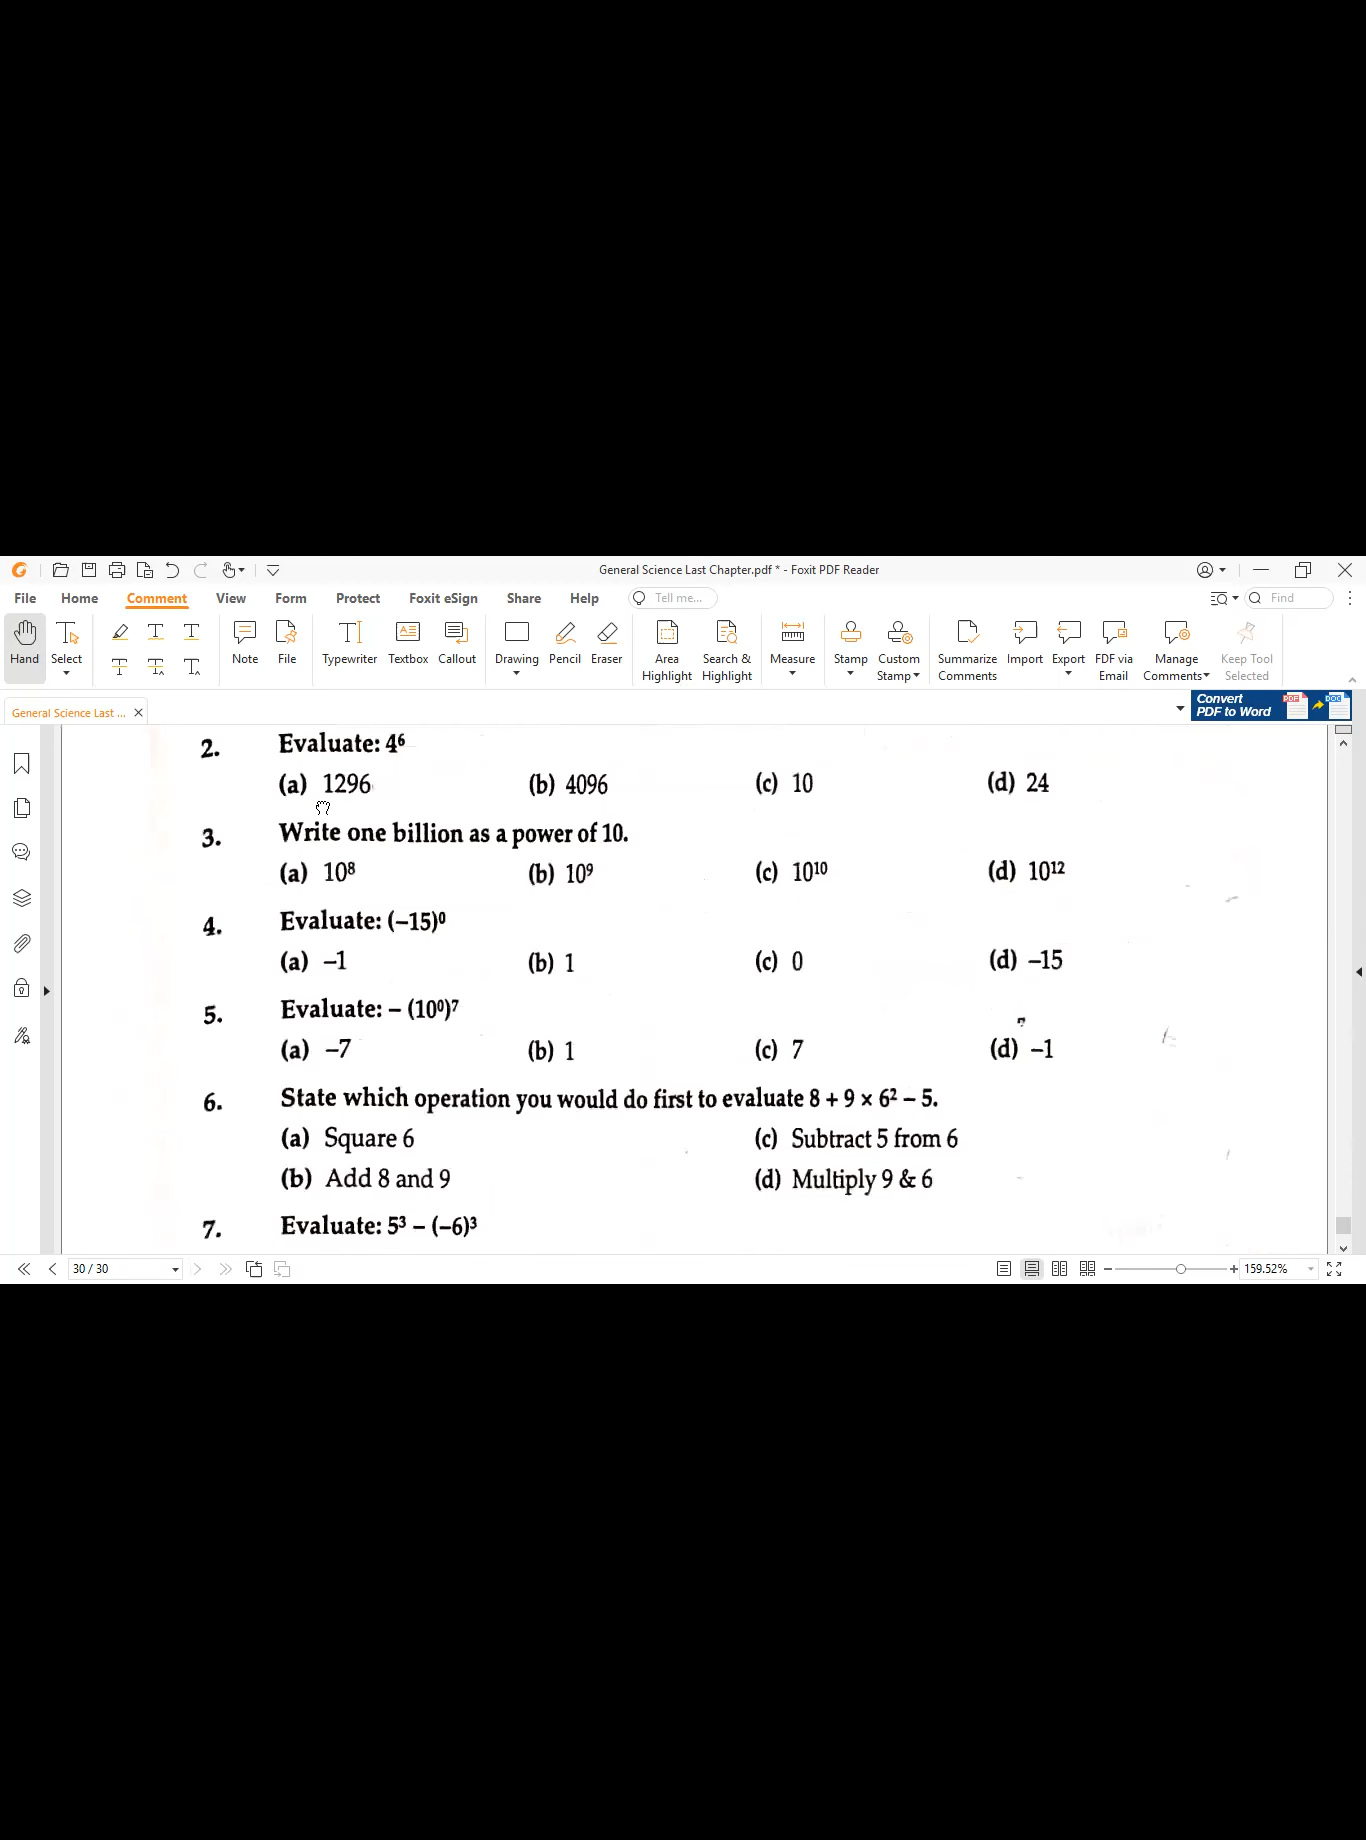 General Science Last Chapter.pdf * - Foxit PDF Reader
File Home Comment View Form Protect Foxit eSign Share Help Tell me... Find
Hand Select Note File Typewriter Textbox Callout Drawing Pencil Eraser Area Highlight Search & Highlight Measure Stamp Custom Stamp Summarize Comments Import Export FDF via Email Manage Comments Keep Tool Selected
General Science Last ... Convert PDF to Word PDF DOC
2. Evaluate: 4⁶
(a) 1296 (b) 4096 (c) 10 (d) 24
3. Write one billion as a power of 10.
(a) 10⁸ (b) 10⁹ (c) 10¹⁰ (d) 10¹²
4. Evaluate: (–15)⁰
(a) –1 (b) 1 (c) 0 (d) –15
5. Evaluate: – (10⁰)⁷
(a) –7 (b) 1 (c) 7 (d) –1
6. State which operation you would do first to evaluate 8 + 9 × 6² – 5.
(a) Square 6 (c) Subtract 5 from 6
(b) Add 8 and 9 (d) Multiply 9 & 6
7. Evaluate: 5³ – (–6)³
30 / 30 159.52%